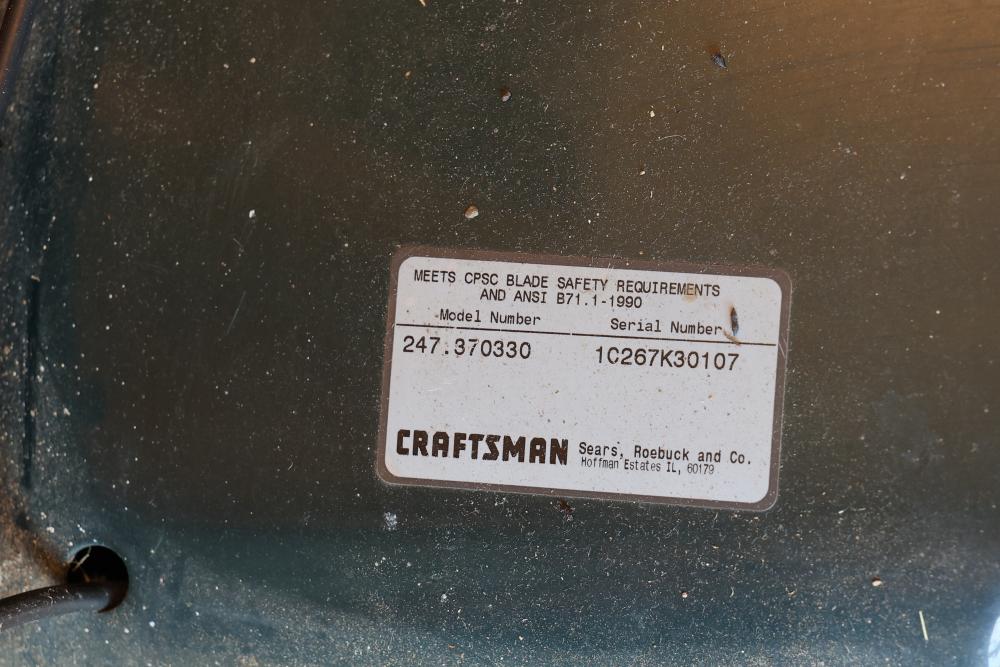 MEETS CPSC BLADE SAFETY REQUIREMENTS
AND ANSI B71.1-1990
Model Number Serial Number
247.370330 1C267K30107
CRAFTSMAN Sears, Roebuck and Co.
Hoffman Estates IL, 60179